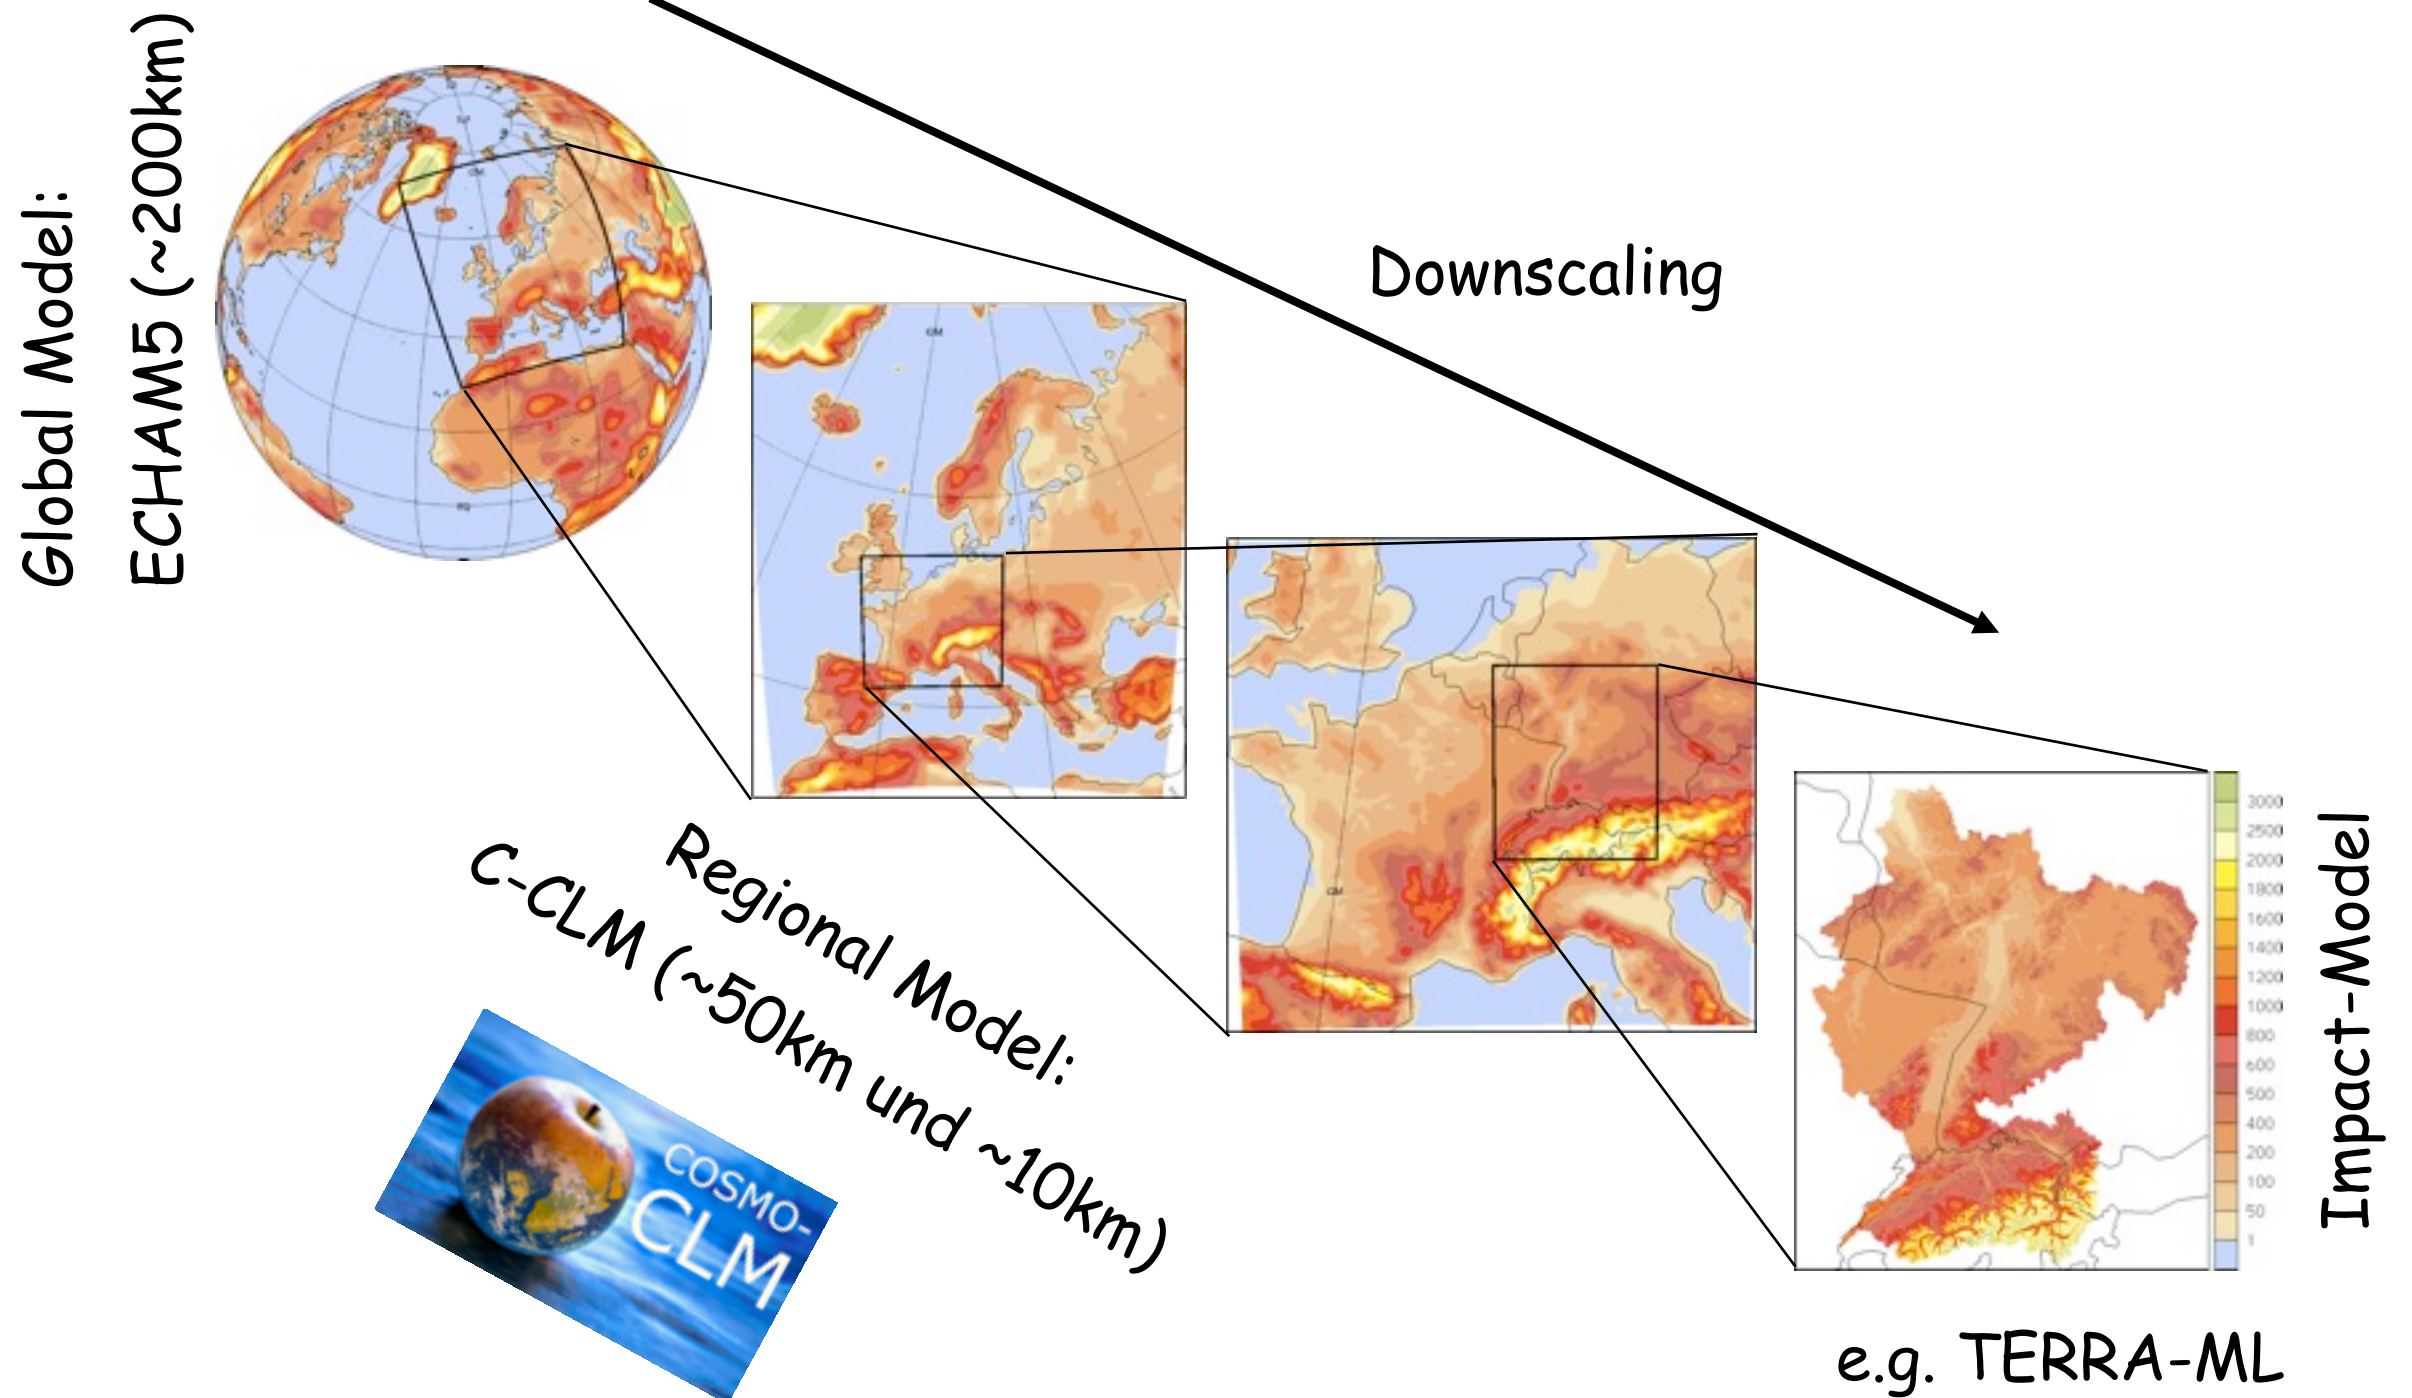 Global Model:
ECHAM5 (~200km)
Downscaling
Regional Model:
C-CLM (~50km und ~10km)
COSMO-
CLM
3000
2500
2000
1800
1600
1400
1200
1000
800
600
500
400
200
100
50
1
Impact-Model
e.g. TERRA-ML